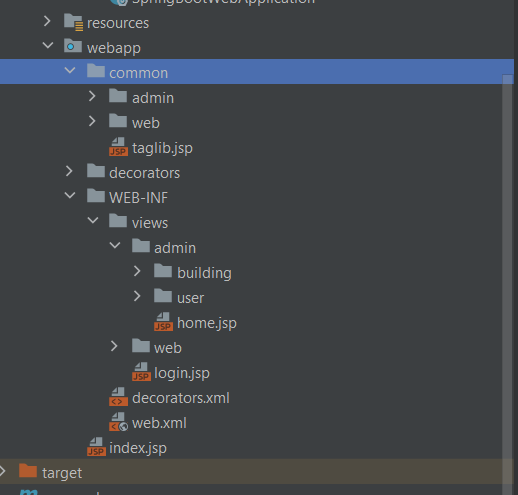 SpringBootWebApplication
resources
webapp
common
admin
web
JSP taglib.jsp
decorators
WEB-INF
views
admin
building
user
JSP home.jsp
web
JSP login.jsp
decorators.xml
web.xml
JSP index.jsp
target